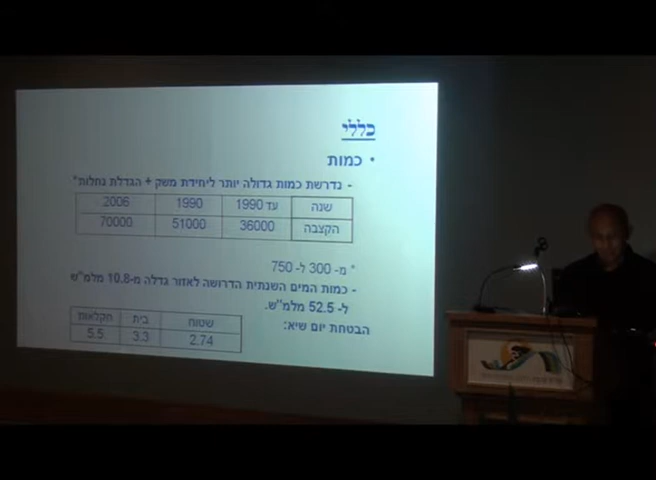 כללי
• כמות
- נדרשת כמות גדולה יותר ליחידת משק + הגדלת נחלות*
שנה עד 1990 1990 2006
הקצבה 36000 51000 70000
* מ- 300 ל- 750
- כמות המים השנתית הדרושה לאזור גדלה מ-10.8 מלמ"ש
ל- 52.5 מלמ"ש.
הבטחת יום שיא:
שטוח בית חקלאות
2.74 3.3 5.5